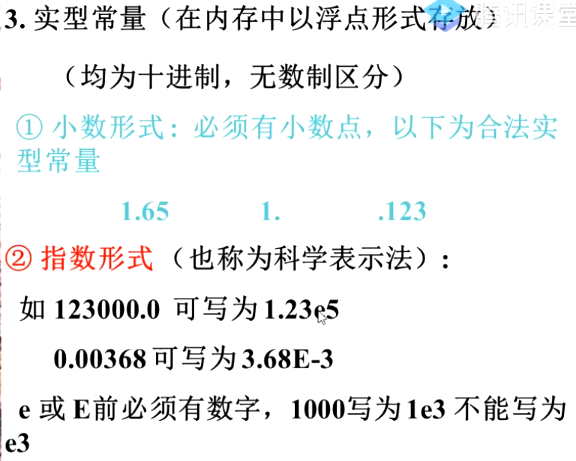 3. 实型常量（在内存中以浮点形式存放）
腾讯课堂
（均为十进制，无数制区分）
① 小数形式：必须有小数点，以下为合法实
型常量
1.65 1. .123
② 指数形式（也称为科学表示法）：
如 123000.0 可写为 1.23e5
0.00368 可写为 3.68E-3
e 或 E前必须有数字，1000写为 1e3 不能写为
e3